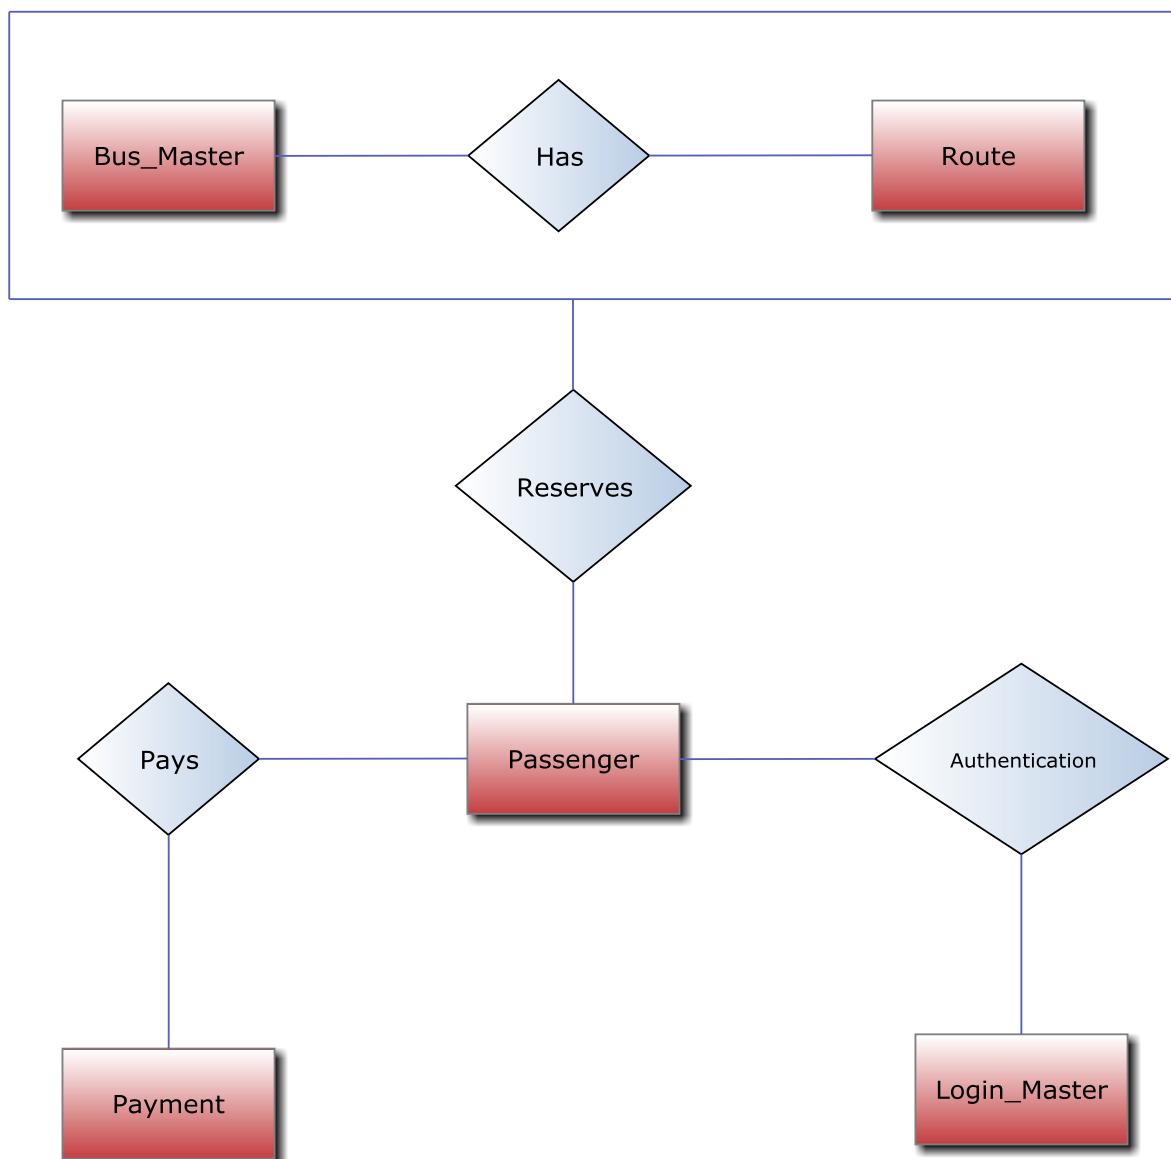 Bus_Master
Has
Route
Reserves
Pays
Passenger
Authentication
Payment
Login_Master